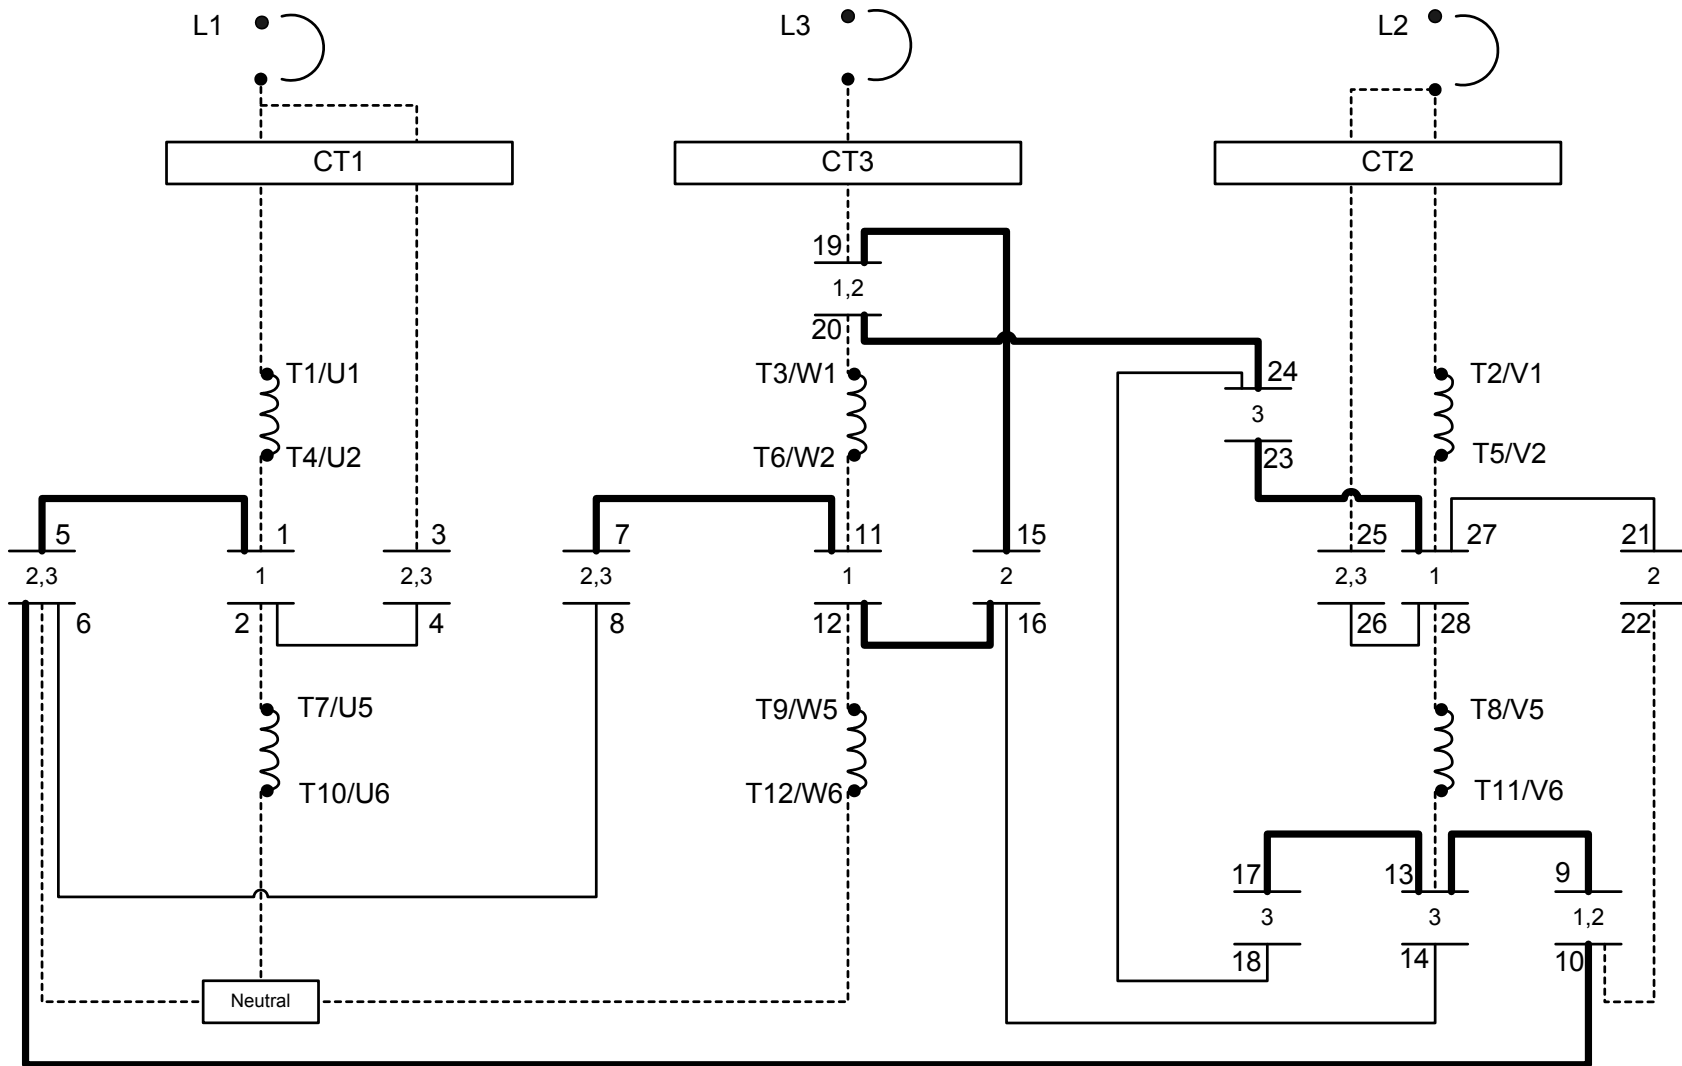 L1 L3 L2
CT1 CT3 CT2
19
1,2
20
T1/U1 T3/W1 24 T2/V1
3
T4/U2 T6/W2 23 T5/V2
5 1 3 7 11 15 25 27 21
2,3 1 2,3 2,3 1 2 2,3 1 2
6 2 4 8 12 16 26 28 22
T7/U5 T9/W5 T8/V5
T10/U6 T12/W6 T11/V6
17 13 9
3 3 1,2
18 14 10
Neutral